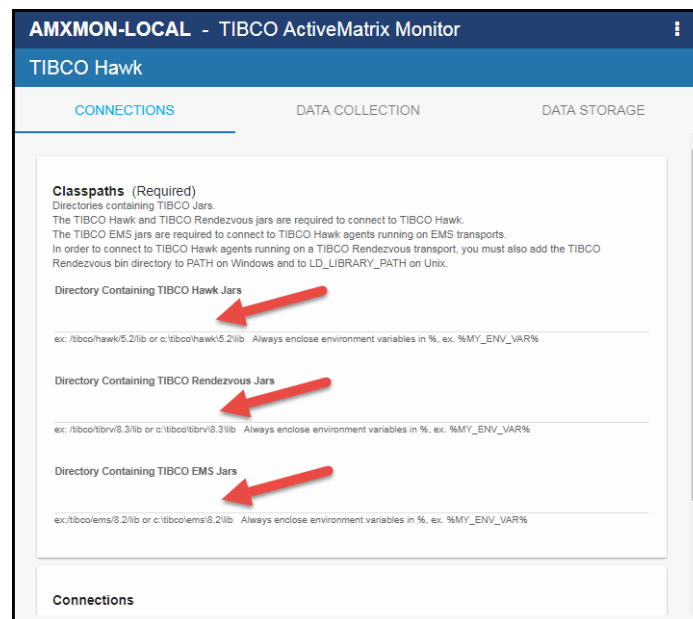 AMXMON-LOCAL - TIBCO ActiveMatrix Monitor
TIBCO Hawk
CONNECTIONS DATA COLLECTION DATA STORAGE
Classpaths (Required)
Directories containing TIBCO Jars.
The TIBCO Hawk and TIBCO Rendezvous jars are required to connect to TIBCO Hawk.
The TIBCO EMS jars are required to connect to TIBCO Hawk agents running on EMS transports.
In order to connect to TIBCO Hawk agents running on a TIBCO Rendezvous transport, you must also add the TIBCO
Rendezvous bin directory to PATH on Windows and to LD_LIBRARY_PATH on Unix.
Directory Containing TIBCO Hawk Jars
ex: /tibco/hawk/5.2/lib or c:\tibco\hawk\5.2\lib Always enclose environment variables in %, ex. %MY_ENV_VAR%
Directory Containing TIBCO Rendezvous Jars
ex: /tibco/tibrv/8.3/lib or c:\tibco\tibrv\8.3\lib Always enclose environment variables in %, ex. %MY_ENV_VAR%
Directory Containing TIBCO EMS Jars
ex:/tibco/ems/8.2/lib or c:\tibco\ems\8.2\lib Always enclose environment variables in %, ex. %MY_ENV_VAR%
Connections